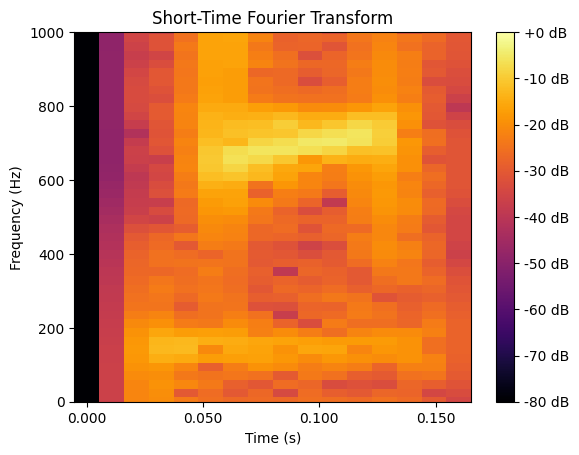 Short-Time Fourier Transform
1000
800
600
400
200
0
Frequency (Hz)
0.000
0.050
0.100
0.150
Time (s)
+0 dB
-10 dB
-20 dB
-30 dB
-40 dB
-50 dB
-60 dB
-70 dB
-80 dB